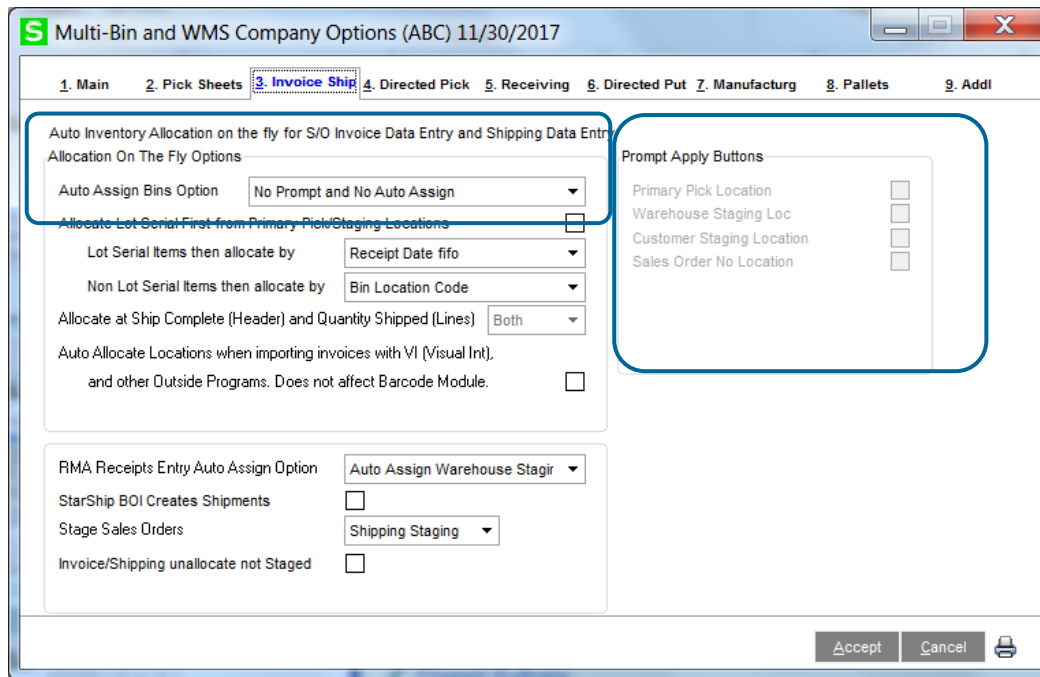 S Multi-Bin and WMS Company Options (ABC) 11/30/2017
X
1. Main 2. Pick Sheets 3. Invoice Ship 4. Directed Pick 5. Receiving 6. Directed Put 7. Manufacturg 8. Pallets 9. Addl
Auto Inventory Allocation on the fly for S/O Invoice Data Entry and Shipping Data Entry
Allocation On The Fly Options
Auto Assign Bins Option No Prompt and No Auto Assign
Allocate Lot Serial First from Primary Pick/Staging Locations
Lot Serial Items then allocate by Receipt Date fifo
Non Lot Serial Items then allocate by Bin Location Code
Allocate at Ship Complete (Header) and Quantity Shipped (Lines) Both
Auto Allocate Locations when importing invoices with VI (Visual Int),
and other Outside Programs. Does not affect Barcode Module.
Prompt Apply Buttons
Primary Pick Location
Warehouse Staging Loc
Customer Staging Location
Sales Order No Location
RMA Receipts Entry Auto Assign Option Auto Assign Warehouse Stagin
StarShip BOI Creates Shipments
Stage Sales Orders Shipping Staging
Invoice/Shipping unallocate not Staged
Accept Cancel